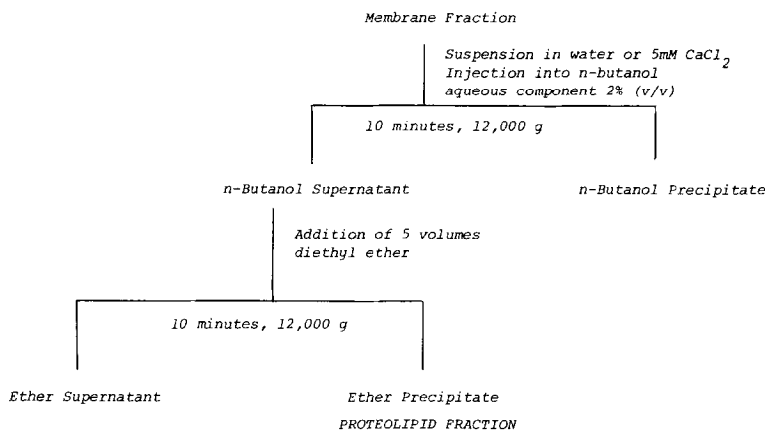 Membrane Fraction
Suspension in water or 5mM CaCl2
Injection into n-butanol
aqueous component 2% (v/v)
10 minutes, 12,000 g
n-Butanol Supernatant
n-Butanol Precipitate
Addition of 5 volumes
diethyl ether
10 minutes, 12,000 g
Ether Supernatant
Ether Precipitate
PROTEOLIPID FRACTION